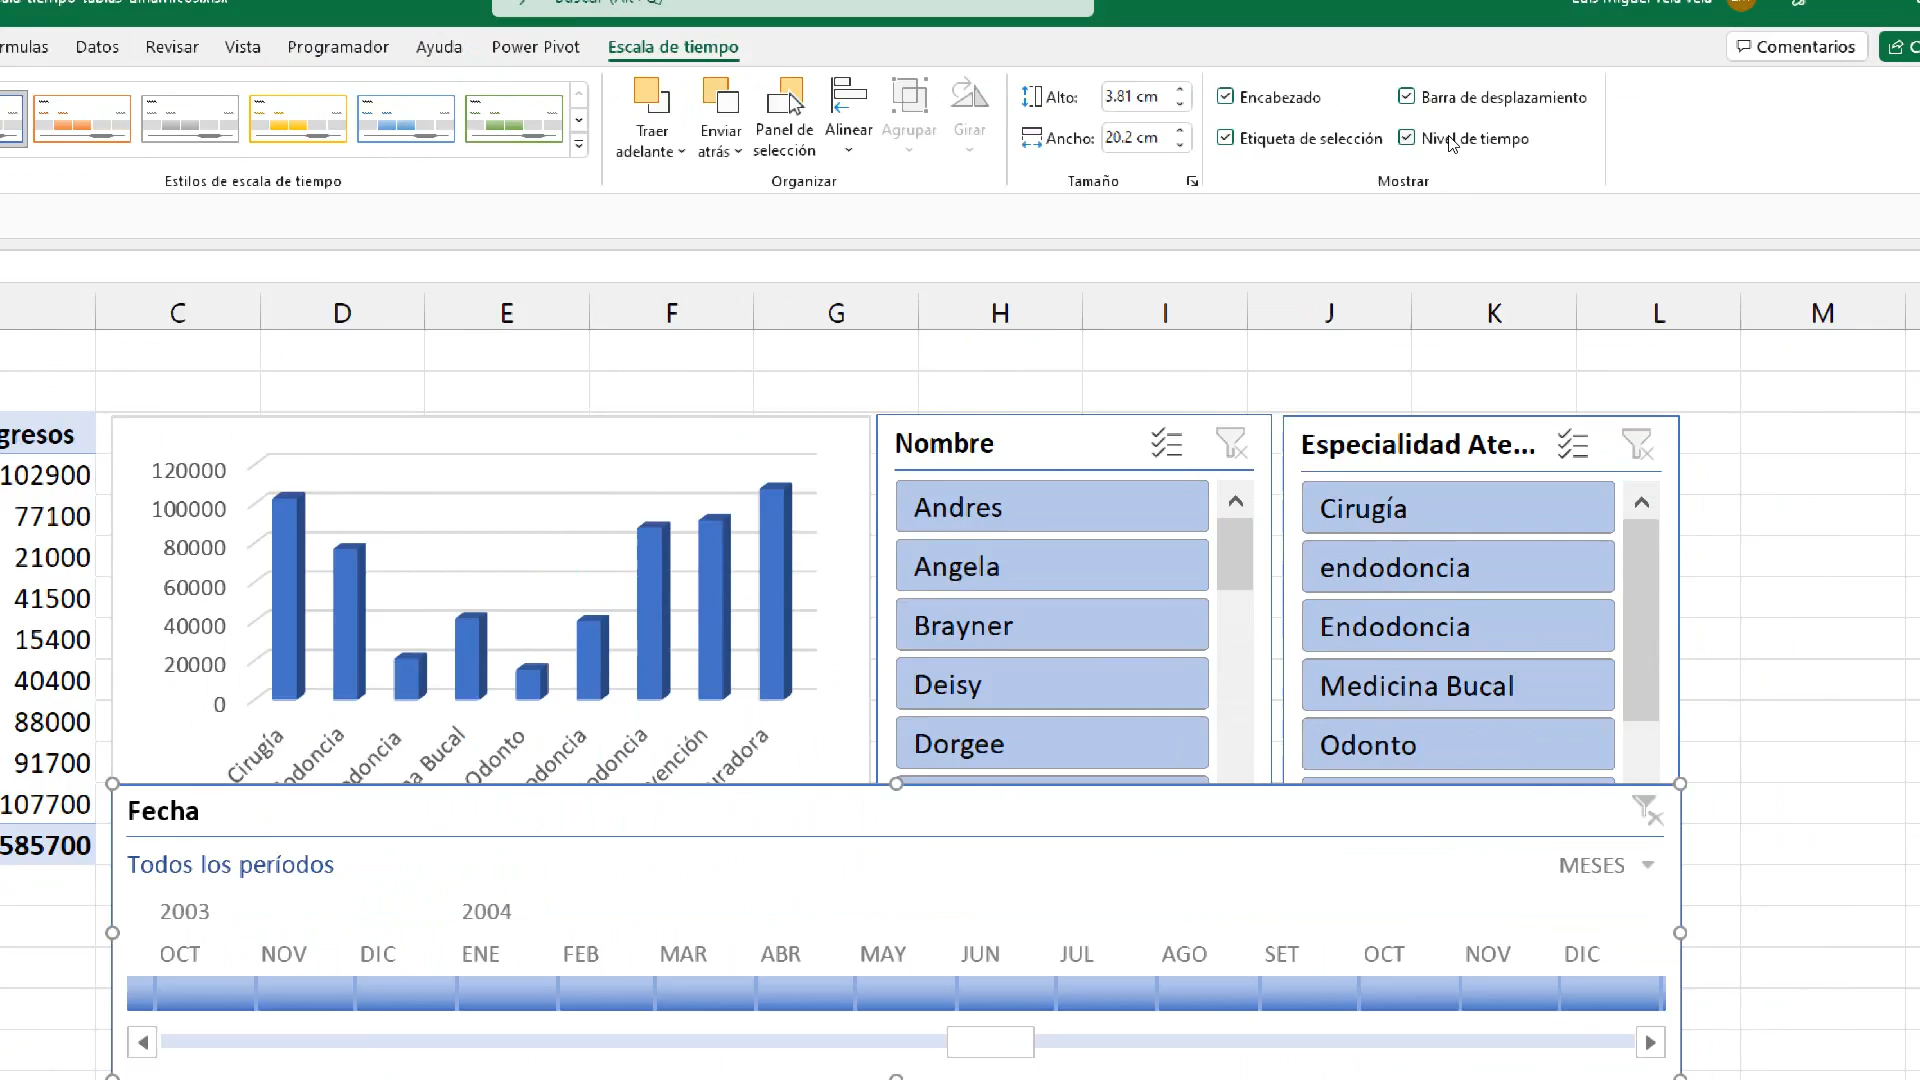 Datos Revisar Vista Programador Ayuda Power Pivot Escala de tiempo Comentarios
Traer adelante
Enviar atrás
Panel de selección
Alinear
Agrupar
Girar
Alto: 3.81 cm
Ancho: 20.2 cm
Encabezado
Barra de desplazamiento
Etiqueta de selección
Nivel de tiempo
Estilos de escala de tiempo Organizar Tamaño Mostrar
C D E F G H I J K L M
gresos
102900
77100
21000
41500
15400
40400
88000
91700
107700
585700
120000
100000
80000
60000
40000
20000
0
Cirugía
odoncia
docia
a Bucal
Odonto
dodoncia
odoncia
vención
uradora
Nombre
Andres
Angela
Brayner
Deisy
Dorgee
Especialidad Ate...
Cirugía
endodoncia
Endodoncia
Medicina Bucal
Odonto
Fecha
Todos los períodos MESES
2003 2004
OCT NOV DIC ENE FEB MAR ABR MAY JUN JUL AGO SET OCT NOV DIC